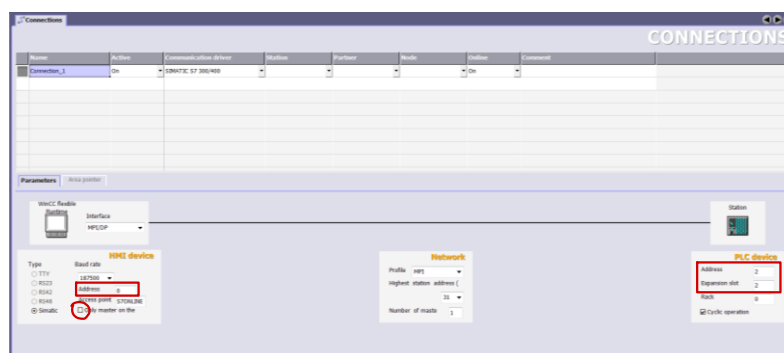 Connections
CONNECTIONS
Name Active Communication driver Station Partner Node Online Comment
Connection_1 On SIMATIC S7 300/400 On
Parameters Area pointer
WinCC flexible
Runtime
Interface
MPI/DP
Station
HMI device
Type Baud rate
TTY
187500
RS232
Address 0
RS422
Access point S7ONLINE
RS485
Simatic Only master on the
Network
Profile MPI
Highest station address (
31
Number of maste 1
PLC device
Address 2
Expansion slot 2
Rack 0
Cyclic operation